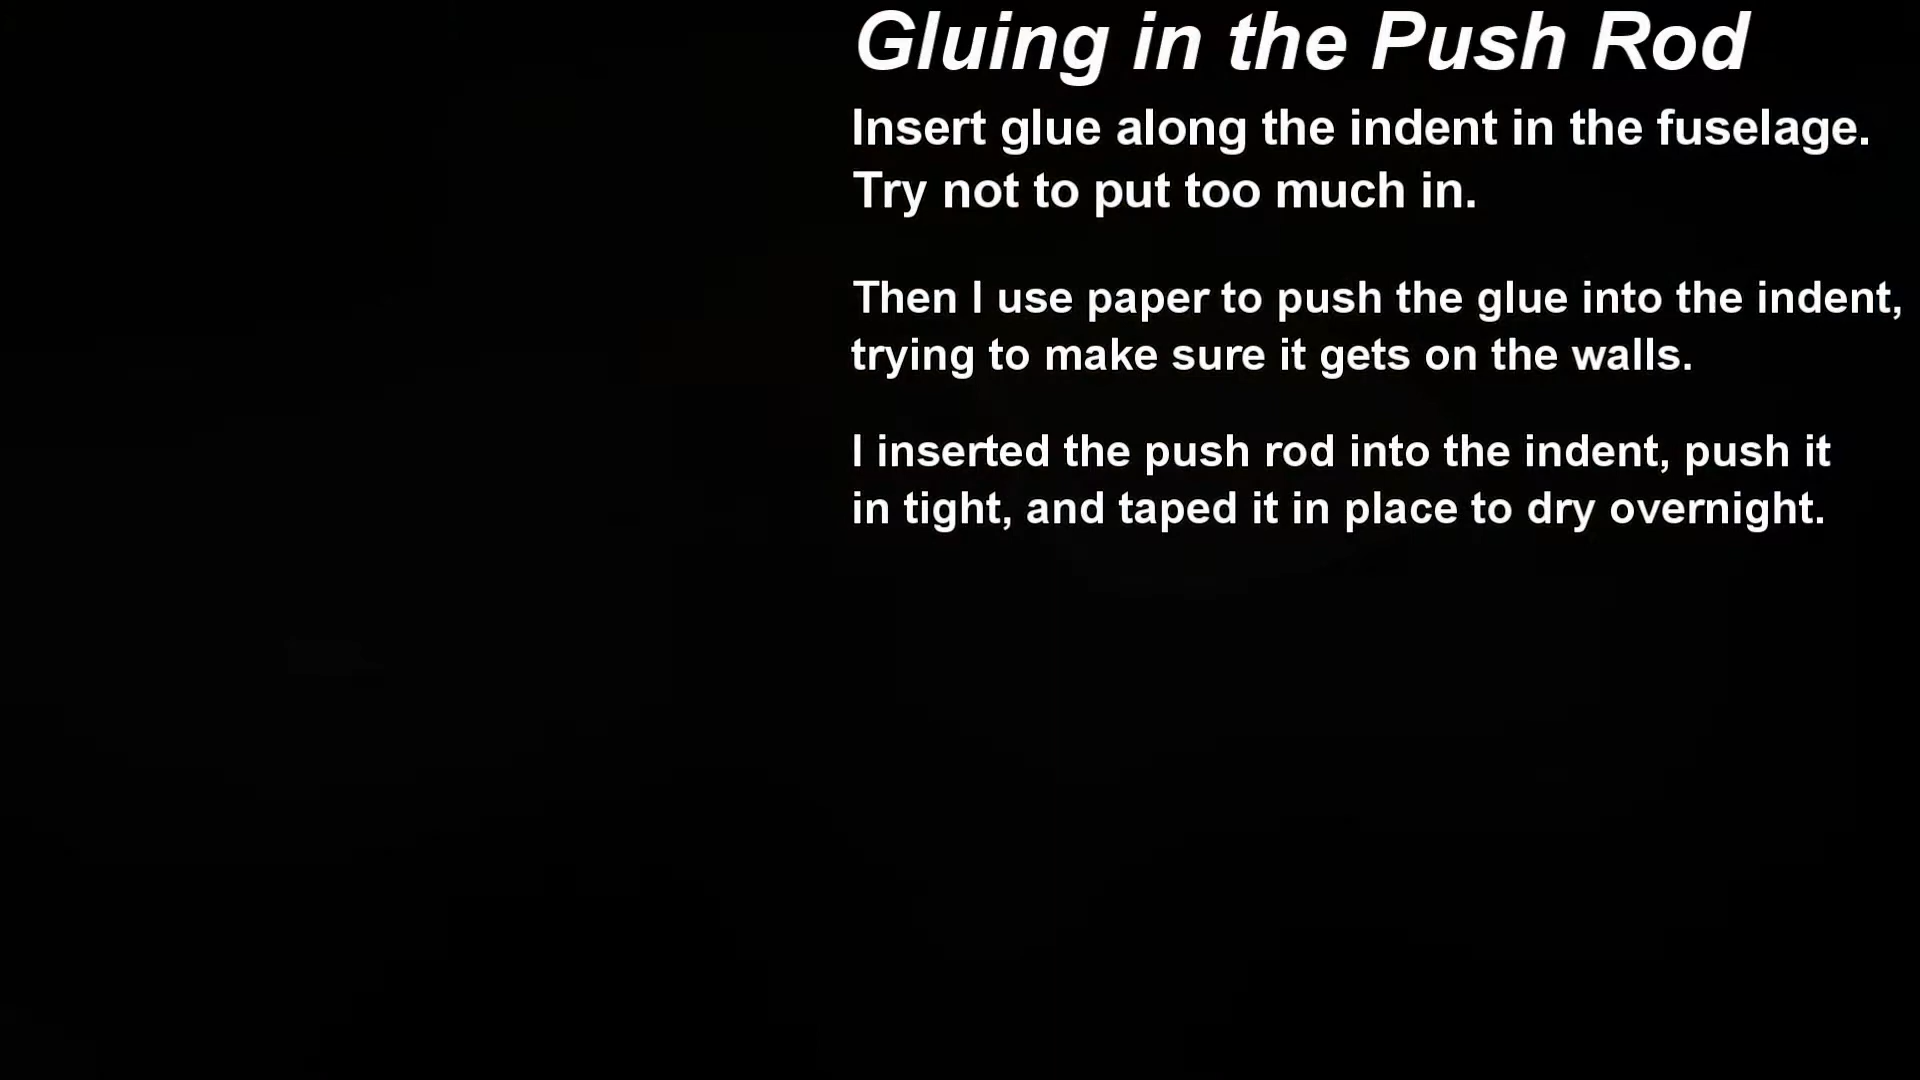 Gluing in the Push Rod
Insert glue along the indent in the fuselage.
Try not to put too much in.
Then I use paper to push the glue into the indent,
trying to make sure it gets on the walls.
I inserted the push rod into the indent, push it
in tight, and taped it in place to dry overnight.